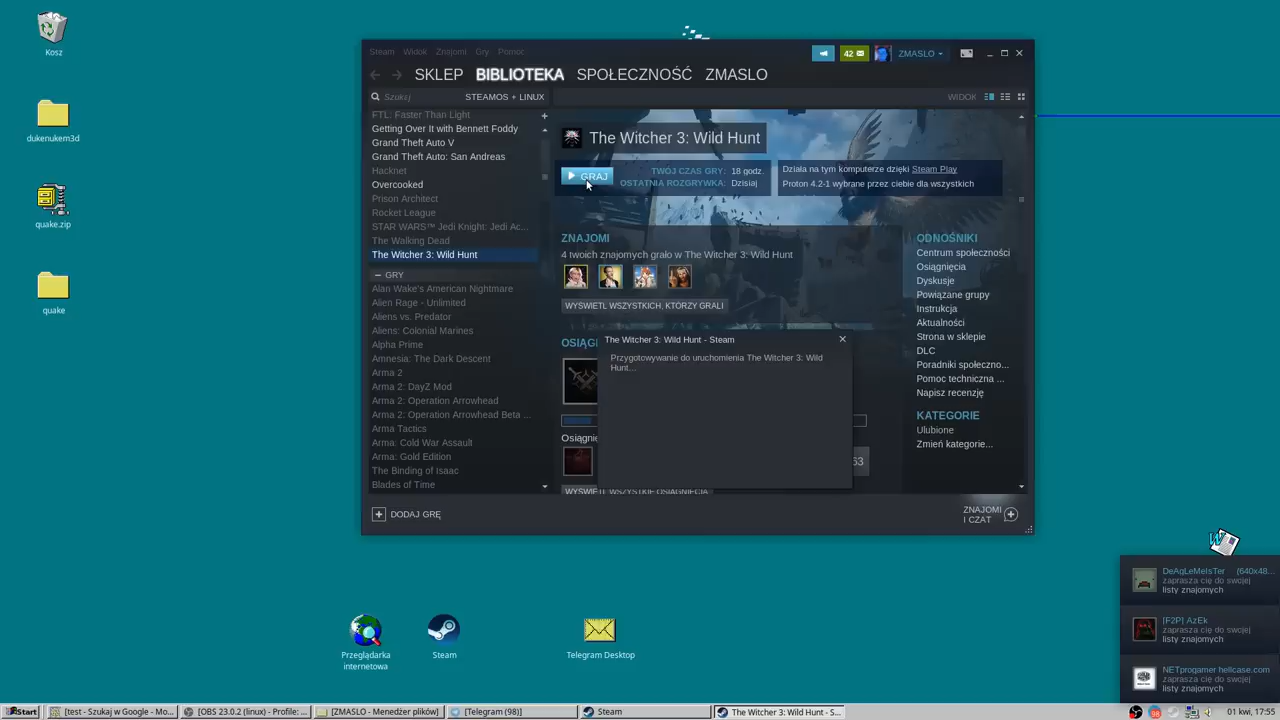 Kosz
dukenukem3d
quake.zip
quake
Steam Widok Znajomi Gry Pomoc
42 ZMASLO
SKLEP BIBLIOTEKA SPOŁECZNOŚĆ ZMASLO
Szukaj STEAMOS + LINUX WIDOK
FTL: Faster Than Light
Getting Over It with Bennett Foddy
Grand Theft Auto V
Grand Theft Auto: San Andreas
Hacknet
Overcooked
Prison Architect
Rocket League
STAR WARS™ Jedi Knight: Jedi Ac...
The Walking Dead
The Witcher 3: Wild Hunt
GRY
Alan Wake's American Nightmare
Alien Rage - Unlimited
Aliens vs. Predator
Aliens: Colonial Marines
Alpha Prime
Amnesia: The Dark Descent
Arma 2
Arma 2: DayZ Mod
Arma 2: Operation Arrowhead
Arma 2: Operation Arrowhead Beta ...
Arma Tactics
Arma: Cold War Assault
Arma: Gold Edition
The Binding of Isaac
Blades of Time
The Witcher 3: Wild Hunt
GRAJ
TWÓJ CZAS GRY: 18 godz.
OSTATNIA ROZGRYWKA: Dzisiaj
Działa na tym komputerze dzięki Steam Play
Proton 4.2-1 wybrane przez ciebie dla wszystkich
ZNAJOMI
4 twoich znajomych grało w The Witcher 3: Wild Hunt
WYŚWIETL WSZYSTKICH, KTÓRZY GRALI
OSIĄG
Osiągnię
53
WYŚWIETL WSZYSTKIE OSIĄGNIĘCIA
The Witcher 3: Wild Hunt - Steam
Przygotowywanie do uruchomienia The Witcher 3: Wild
Hunt...
ODNOŚNIKI
Centrum społeczności
Osiągnięcia
Dyskusje
Powiązane grupy
Instrukcja
Aktualności
Strona w sklepie
DLC
Poradniki społeczno...
Pomoc techniczna ...
Napisz recenzję
KATEGORIE
Ulubione
Zmień kategorie...
DODAJ GRĘ
ZNAJOMI
I CZAT
Przeglądarka
internetowa
Steam
Telegram Desktop
DeAgLeMeIsTer (640x48...
zaprasza cię do swojej
listy znajomych
[F2P] AzEk
zaprasza cię do swojej
listy znajomych
NETprogamer hellcase.com
zaprasza cię do swojej
listy znajomych
Start
[test - Szukaj w Google - Mo...
[OBS 23.0.2 (linux) - Profile: ...
[ZMASLO - Menedżer plików]
[Telegram (98)]
Steam
The Witcher 3: Wild Hunt - S...
98
01 kwi, 17:55